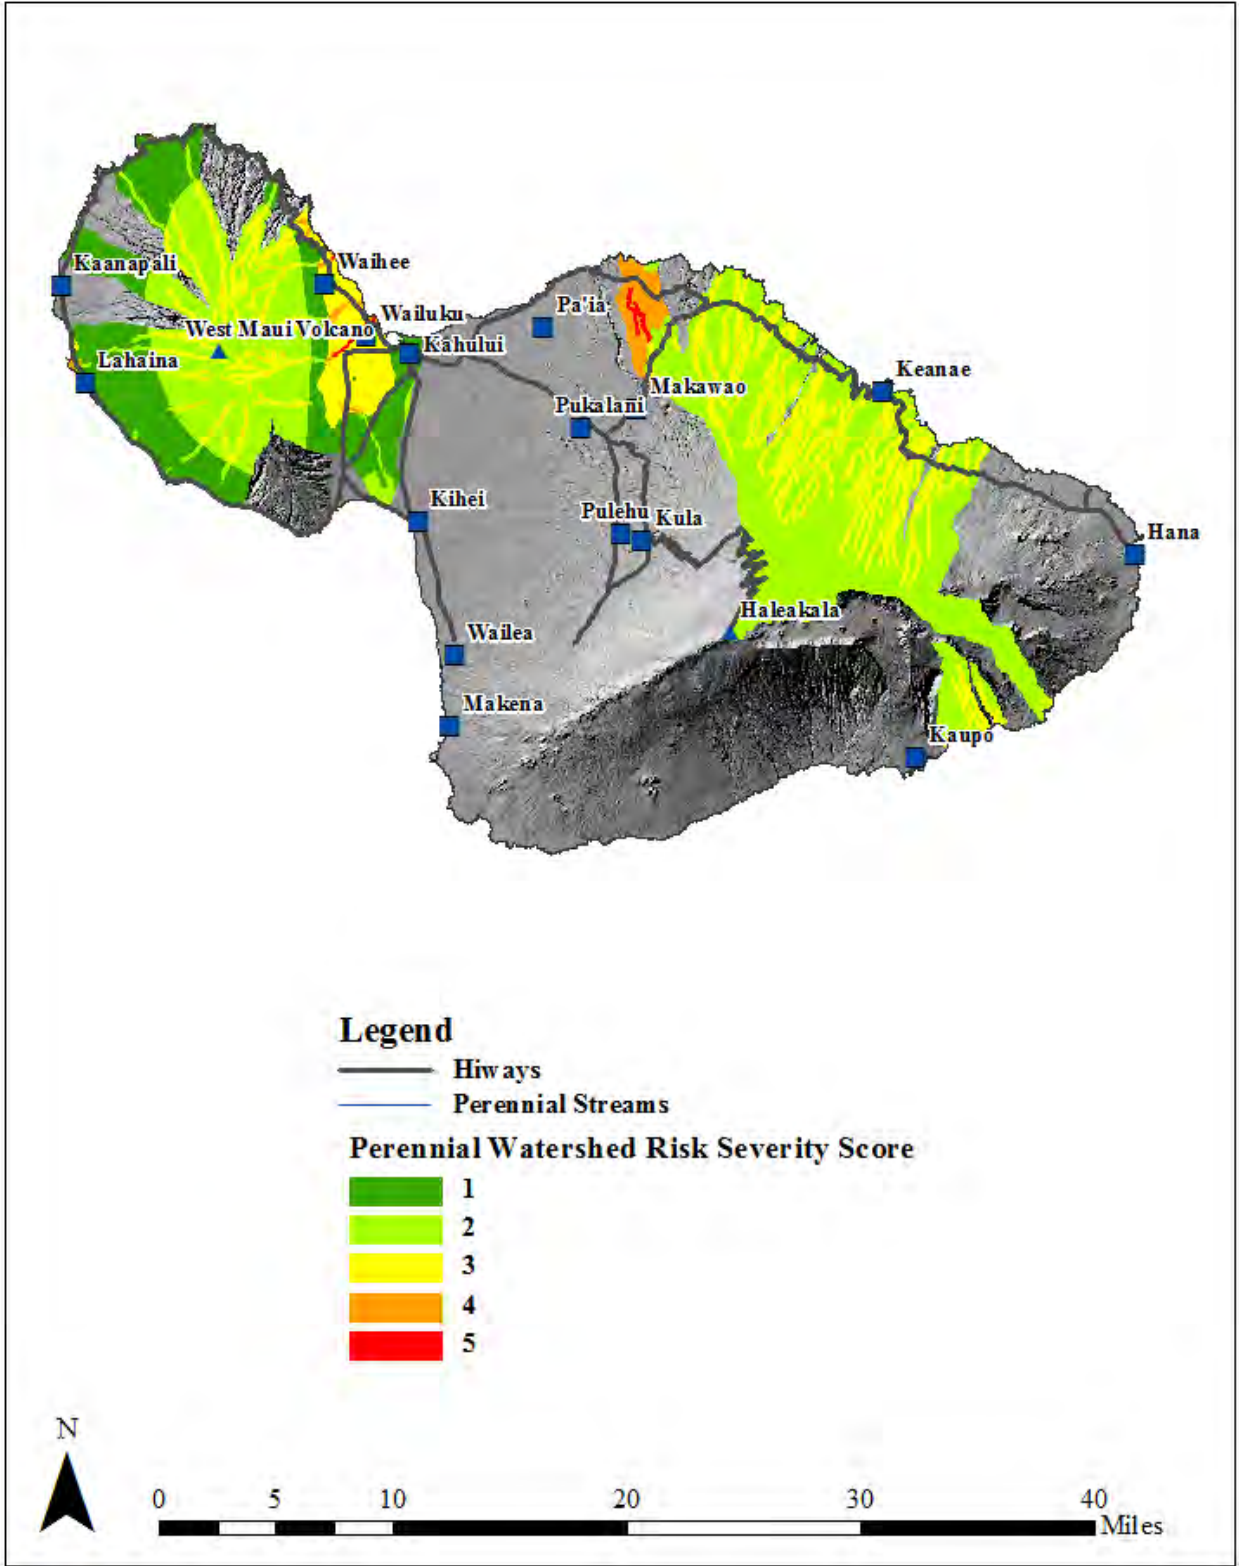 Kaanapali
Waihee
Wailuku
West Maui Volcano
Kahului
Lahaina
Pa'ia
Keanae
Makawao
Pukalani
Kihei
Pulehu
Kula
Hana
Haleakala
Wailea
Makena
Kaupo
Legend
Hiways
Perennial Streams
Perennial Watershed Risk Severity Score
1
2
3
4
5
N
0 5 10 20 30 40
Miles